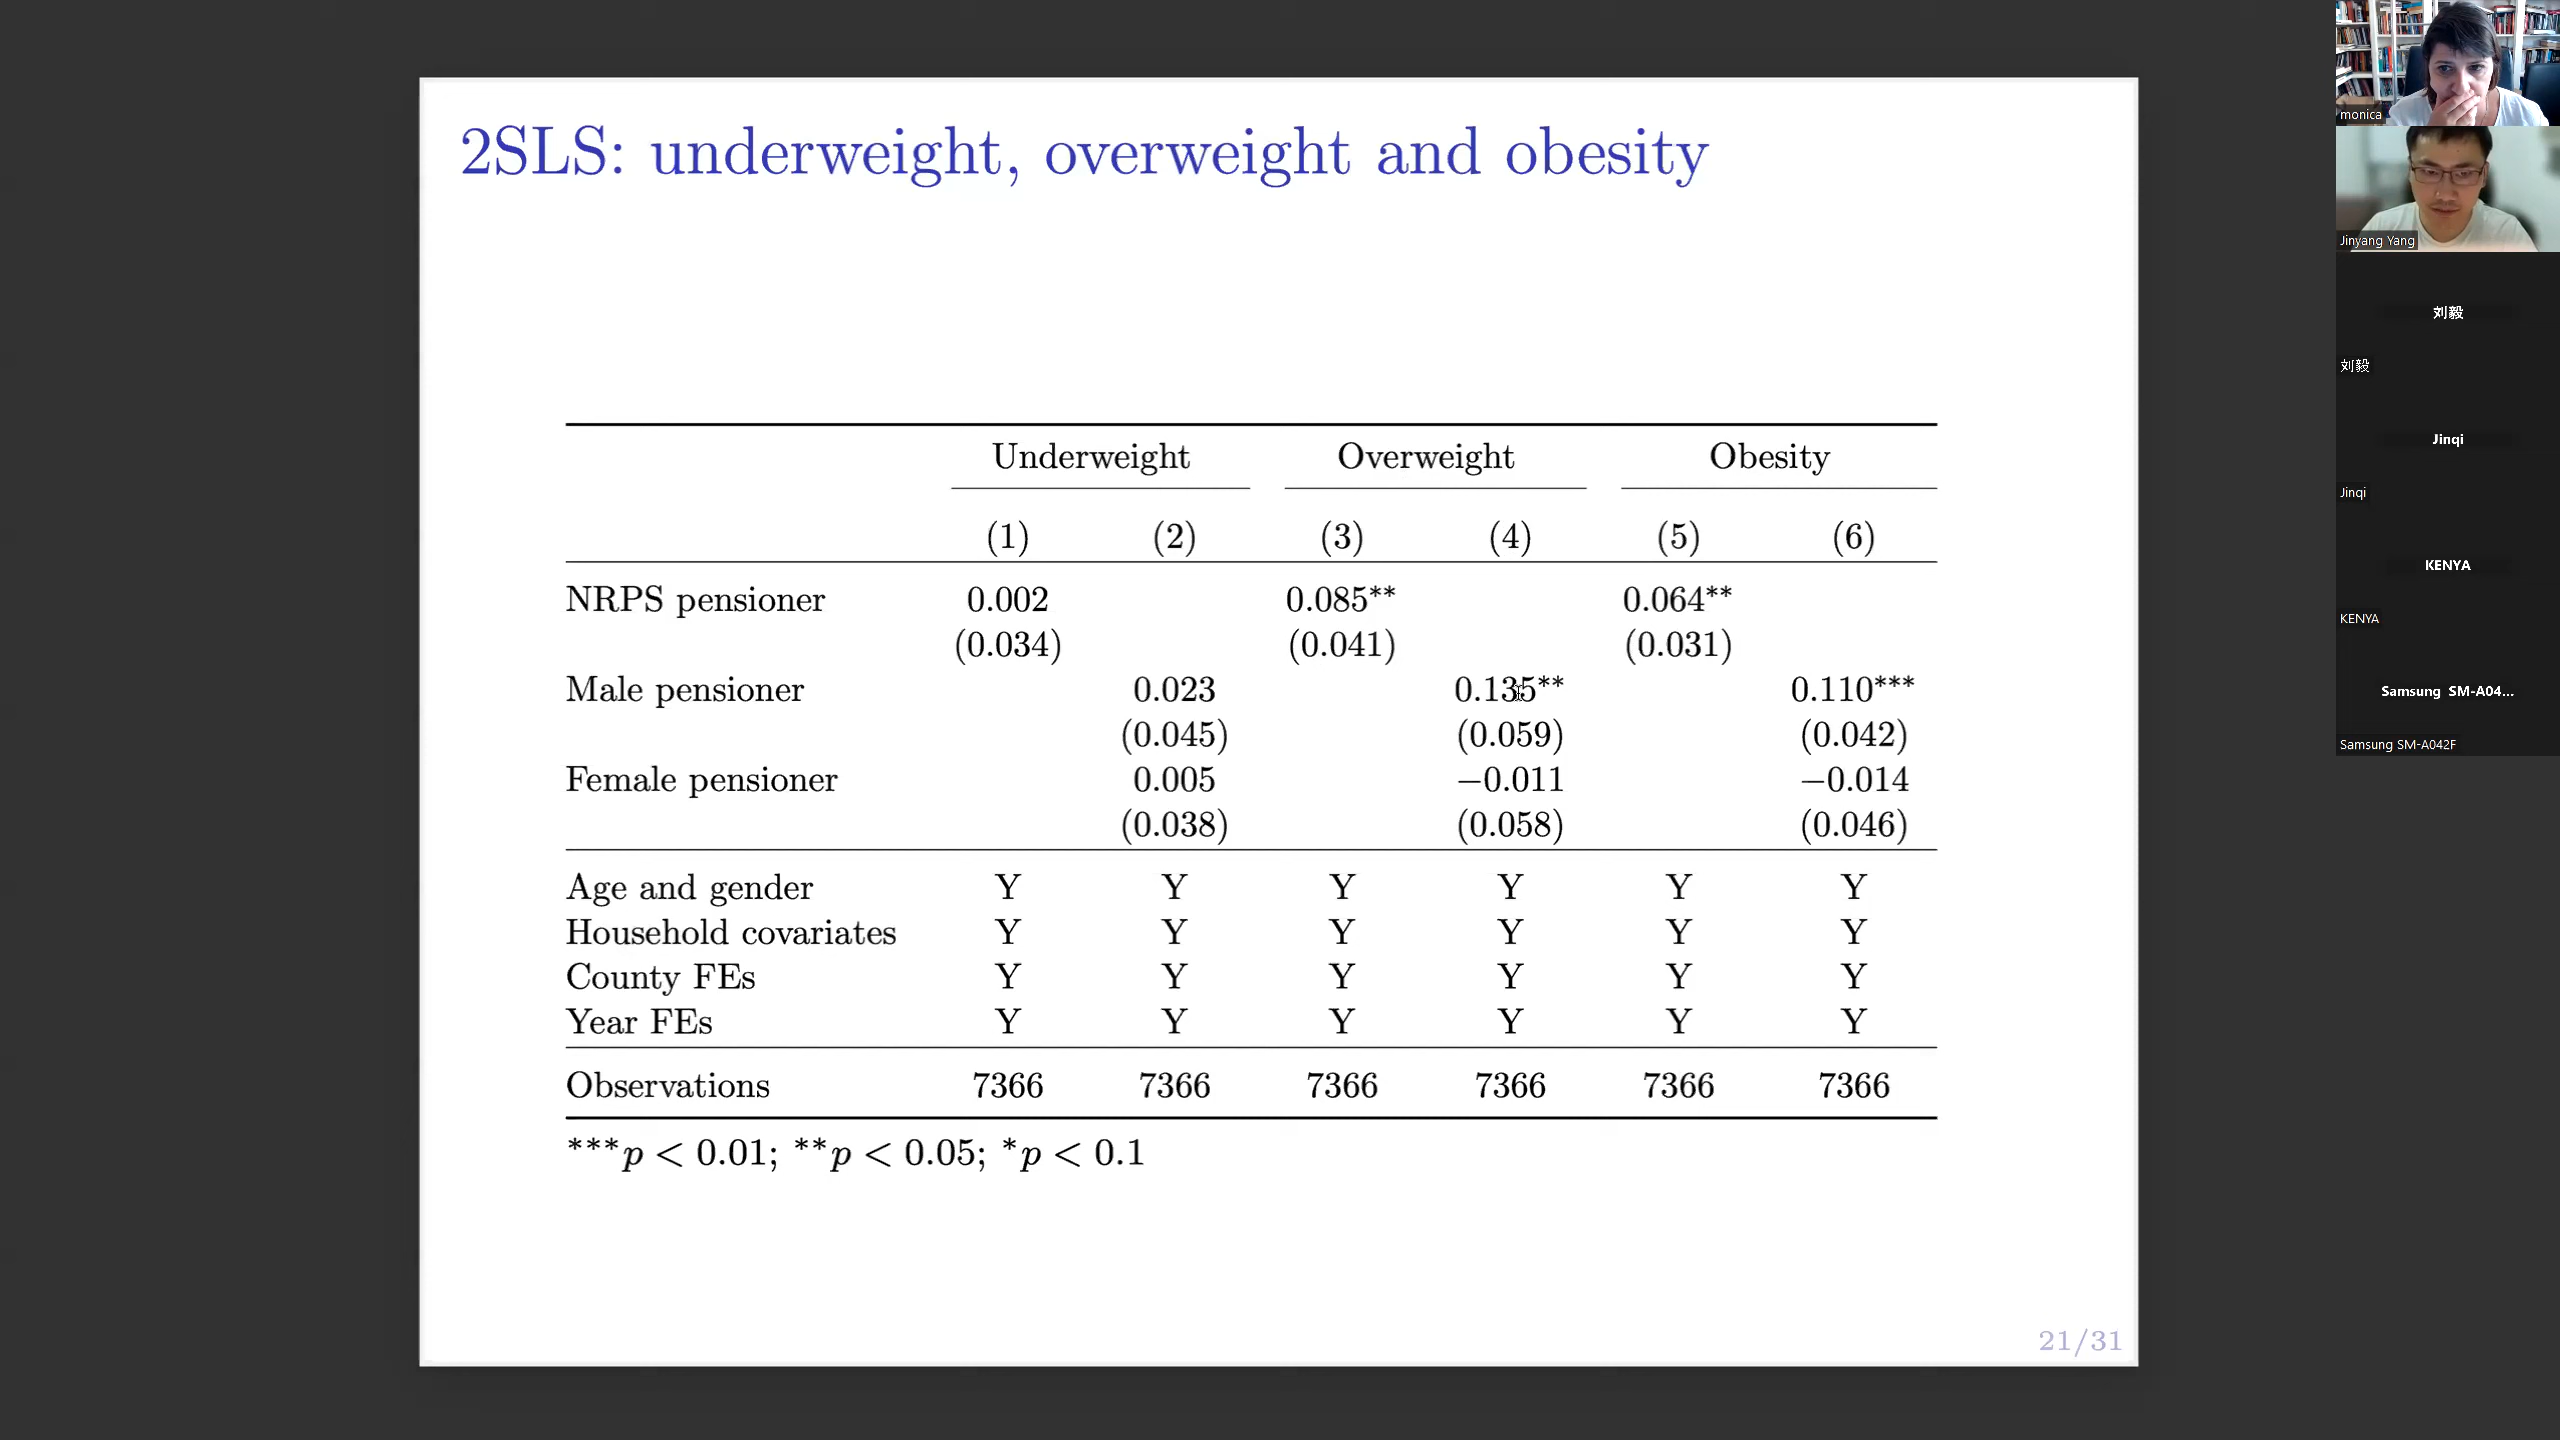 2SLS: underweight, overweight and obesity
Underweight Overweight Obesity
(1) (2) (3) (4) (5) (6)
NRPS pensioner 0.002 0.085** 0.064**
(0.034) (0.041) (0.031)
Male pensioner 0.023 0.135** 0.110***
(0.045) (0.059) (0.042)
Female pensioner 0.005 −0.011 −0.014
(0.038) (0.058) (0.046)
Age and gender Y Y Y Y Y Y
Household covariates Y Y Y Y Y Y
County FEs Y Y Y Y Y Y
Year FEs Y Y Y Y Y Y
Observations 7366 7366 7366 7366 7366 7366
***p < 0.01; **p < 0.05; *p < 0.1
21/31
monica
Jinyang Yang
刘毅
刘毅
Jinqi
Jinqi
KENYA
KENYA
Samsung SM-A04...
Samsung SM-A042F